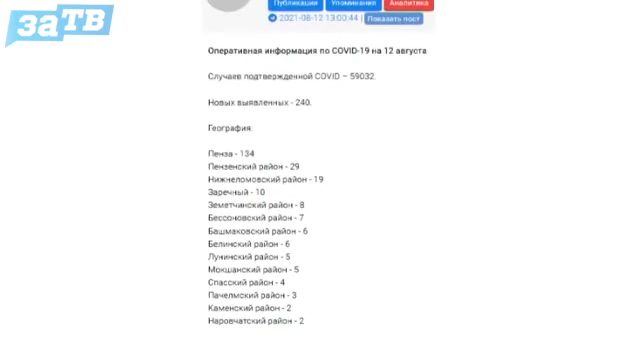 заТВ
Публикации Упоминания Аналитика
2021-08-12 13:00:44 | Показать пост
Оперативная информация по COVID-19 на 12 августа
Случаев подтвержденной COVID – 59032.
Новых выявленных - 240.
География:
Пенза - 134
Пензенский район - 29
Нижнеломовский район - 19
Заречный - 10
Земетчинский район - 8
Бессоновский район - 7
Башмаковский район - 6
Белинский район - 6
Лунинский район - 5
Мокшанский район - 5
Спасский район - 4
Пачелмский район - 3
Каменский район - 2
Наровчатский район - 2